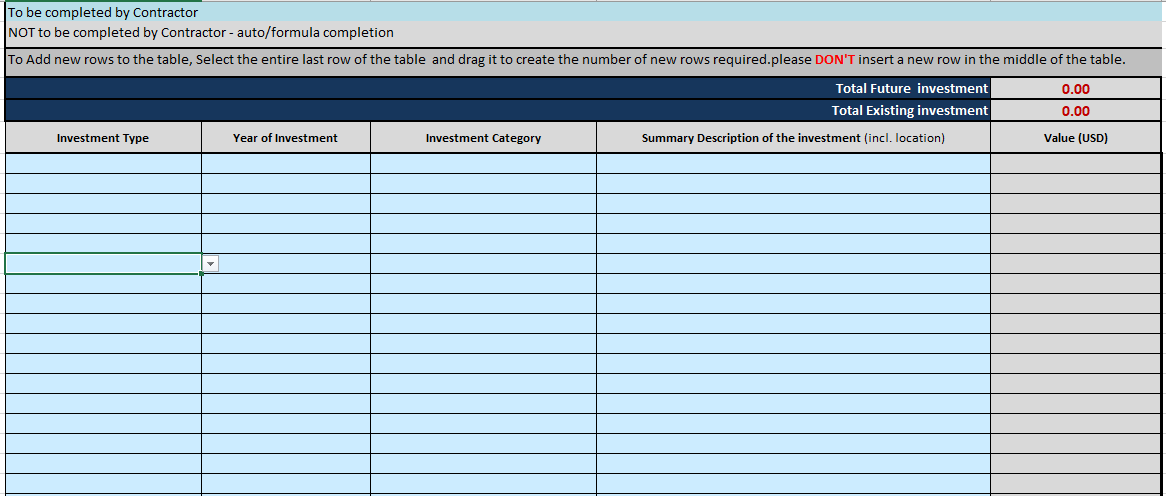 To be completed by Contractor
NOT to be completed by Contractor - auto/formula completion
To Add new rows to the table, Select the entire last row of the table  and drag it to create the number of new rows required.please DON'T insert a new row in the middle of the table.
Total Future  investment 0.00
Total Existing investment 0.00
Investment Type Year of Investment Investment Category Summary Description of the investment (incl. location) Value (USD)